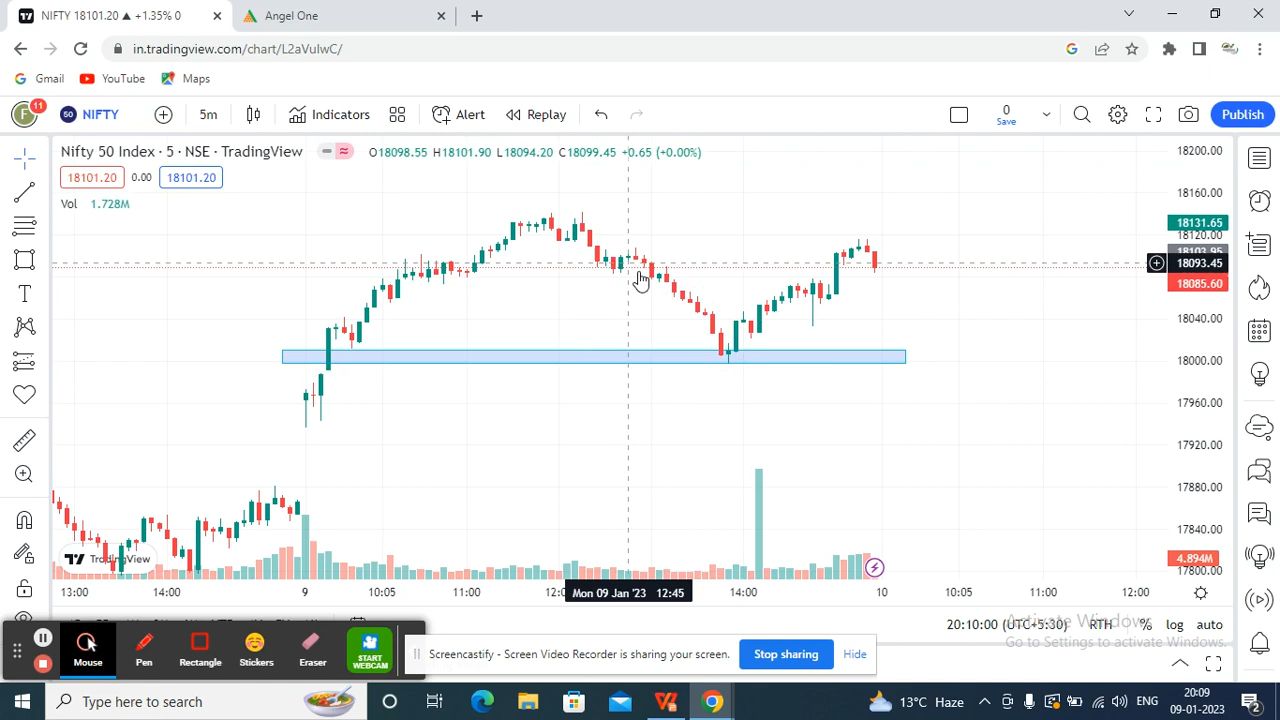 NIFTY 18101.20 ▲ +1.35% 0
Angel One
in.tradingview.com/chart/L2aVuIwC/
Gmail YouTube Maps
F 11 50 NIFTY 5m Indicators Alert Replay 0 Save Publish
Nifty 50 Index · 5 · NSE · TradingView O18098.55 H18101.90 L18094.20 C18099.45 +0.65 (+0.00%)
18101.20 0.00 18101.20
Vol 1.728M
18200.00
18160.00
18131.65
18120.00
18093.45
18085.60
18040.00
18000.00
17960.00
17920.00
17880.00
17840.00
4.894M
17800.00
TradingView
13:00 14:00 9 10:05 11:00 Mon 09 Jan '23 12:45 14:00 10 10:05 11:00 12:00
20:10:00 (UTC+5:30) RTH % log auto
Activate Windows
Go to Settings to activate Windows.
Mouse Pen Rectangle Stickers Eraser START WEBCAM
Screencastify - Screen Video Recorder is sharing your screen. Stop sharing Hide
Type here to search
13°C Haze ENG 20:09 09-01-2023 2